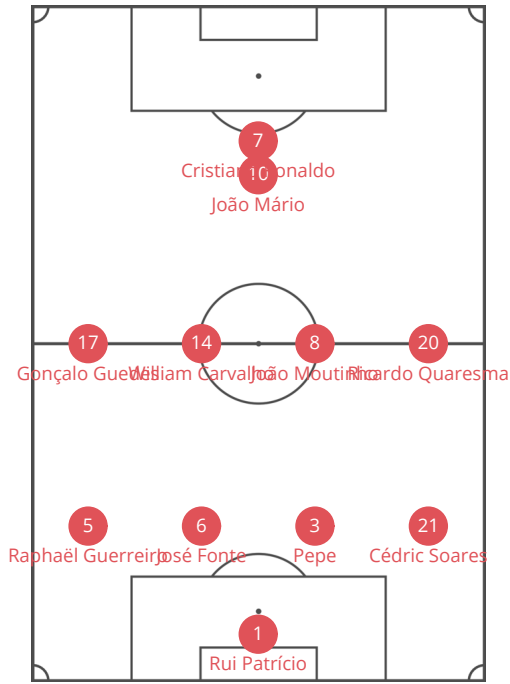 7
Cristiano Ronaldo
10
João Mário
17
14
8
20
Gonçalo Guedes
William Carvalho
João Moutinho
Ricardo Quaresma
5
6
3
21
Raphaël Guerreiro
José Fonte
Pepe
Cédric Soares
1
Rui Patrício